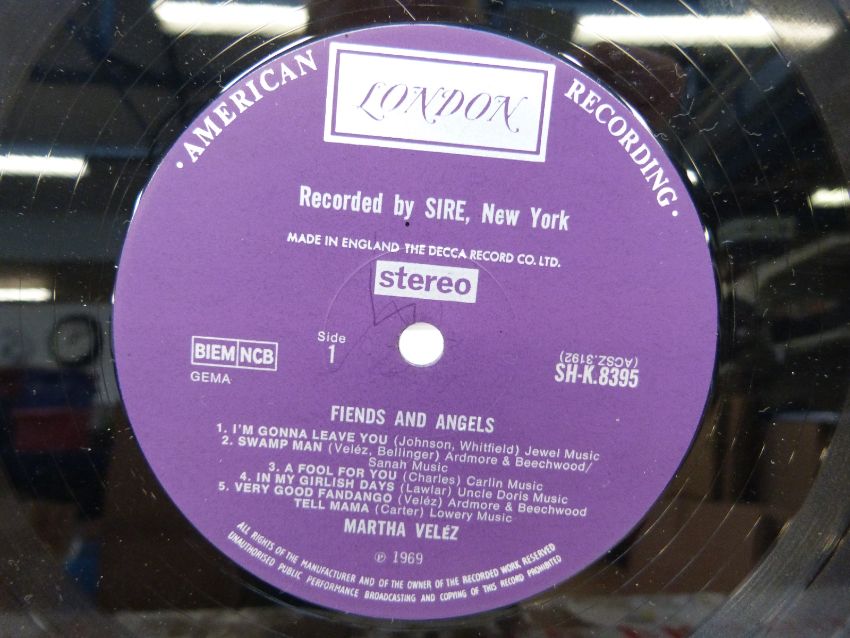 · AMERICAN RECORDING ·
LONDON
Recorded by SIRE, New York
MADE IN ENGLAND THE DECCA RECORD CO. LTD.
stereo
Side
1
BIEM NCB
GEMA
(ACSZ.3192)
SH-K.8395
FIENDS AND ANGELS
1. I'M GONNA LEAVE YOU (Johnson, Whitfield) Jewel Music
2. SWAMP MAN (Veléz, Bellinger) Ardmore & Beechwood/
Sanah Music
3. A FOOL FOR YOU (Charles) Carlin Music
4. IN MY GIRLISH DAYS (Lawlar) Uncle Doris Music
5. VERY GOOD FANDANGO (Veléz) Ardmore & Beechwood
TELL MAMA (Carter) Lowery Music
MARTHA VELéZ
℗ 1969
ALL RIGHTS OF THE MANUFACTURER AND OF THE OWNER OF THE RECORDED WORK RESERVED
UNAUTHORISED PUBLIC PERFORMANCE BROADCASTING AND COPYING OF THIS RECORD PROHIBITED